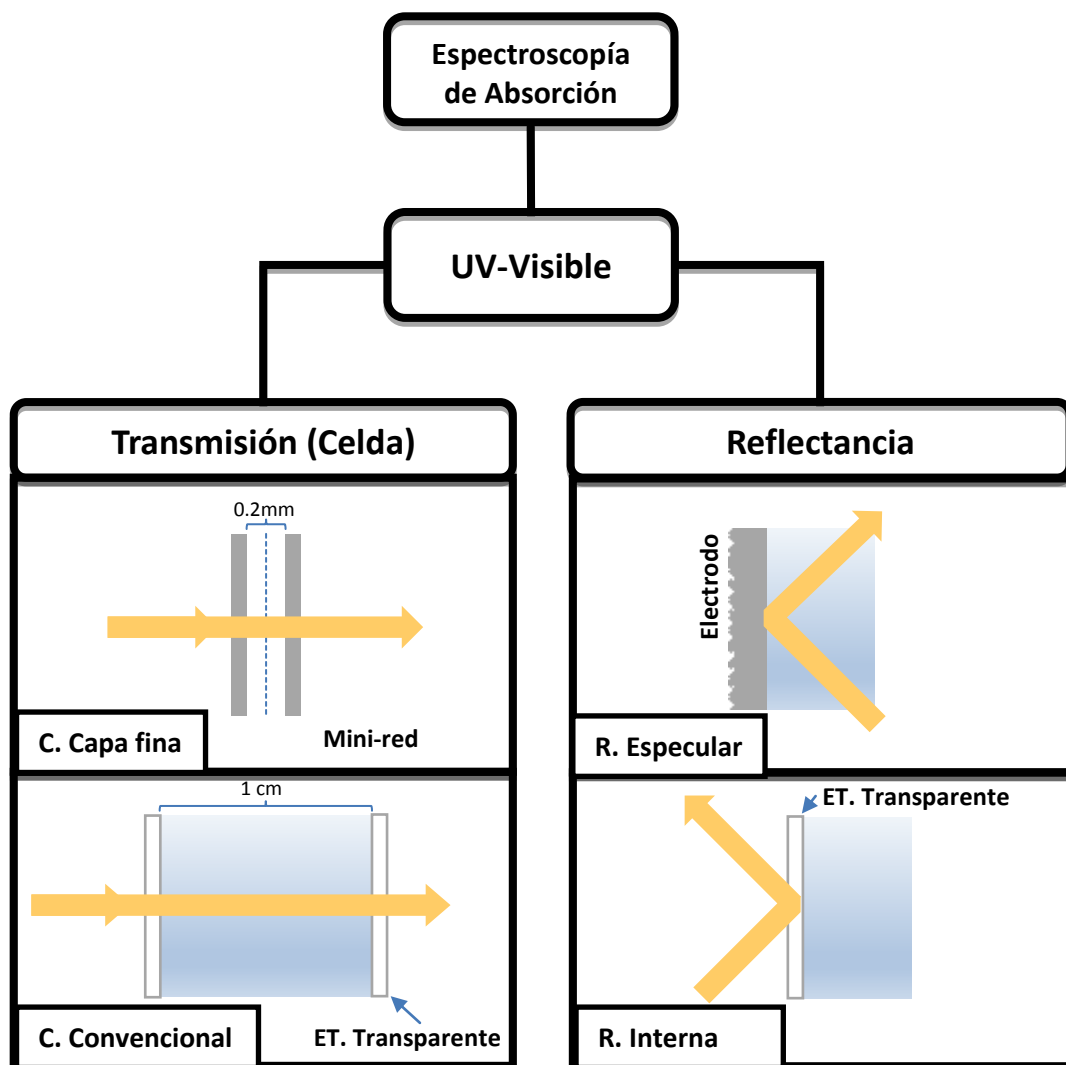 Espectroscopía
de Absorción
UV-Visible
Transmisión (Celda)
0.2mm
C. Capa fina
Mini-red
1 cm
C. Convencional
ET. Transparente
Reflectancia
Electrodo
R. Especular
ET. Transparente
R. Interna